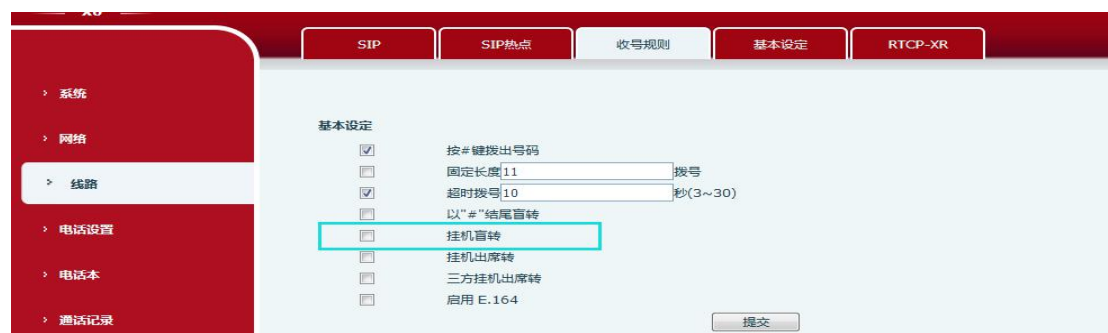 SIP
SIP热点
收号规则
基本设定
RTCP-XR
系统
网络
线路
电话设置
电话本
通话记录
基本设定
按#键拨出号码
固定长度 11 拨号
超时拨号 10 秒(3~30)
以"#"结尾盲转
挂机盲转
挂机出席转
三方挂机出席转
启用 E.164
提交